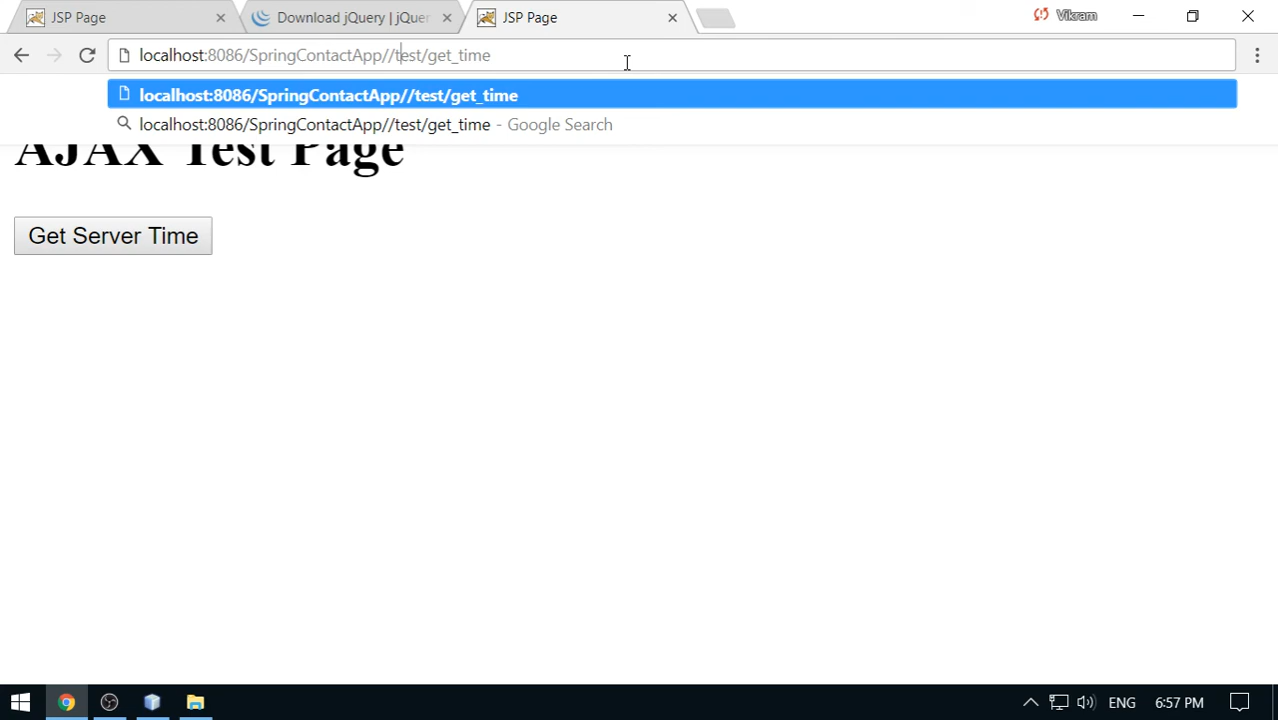 JSP Page
Download jQuery | jQuer
JSP Page
Vikram
localhost:8086/SpringContactApp//test/get_time
localhost:8086/SpringContactApp//test/get_time
localhost:8086/SpringContactApp//test/get_time - Google Search
AJAX Test Page
Get Server Time
ENG
6:57 PM